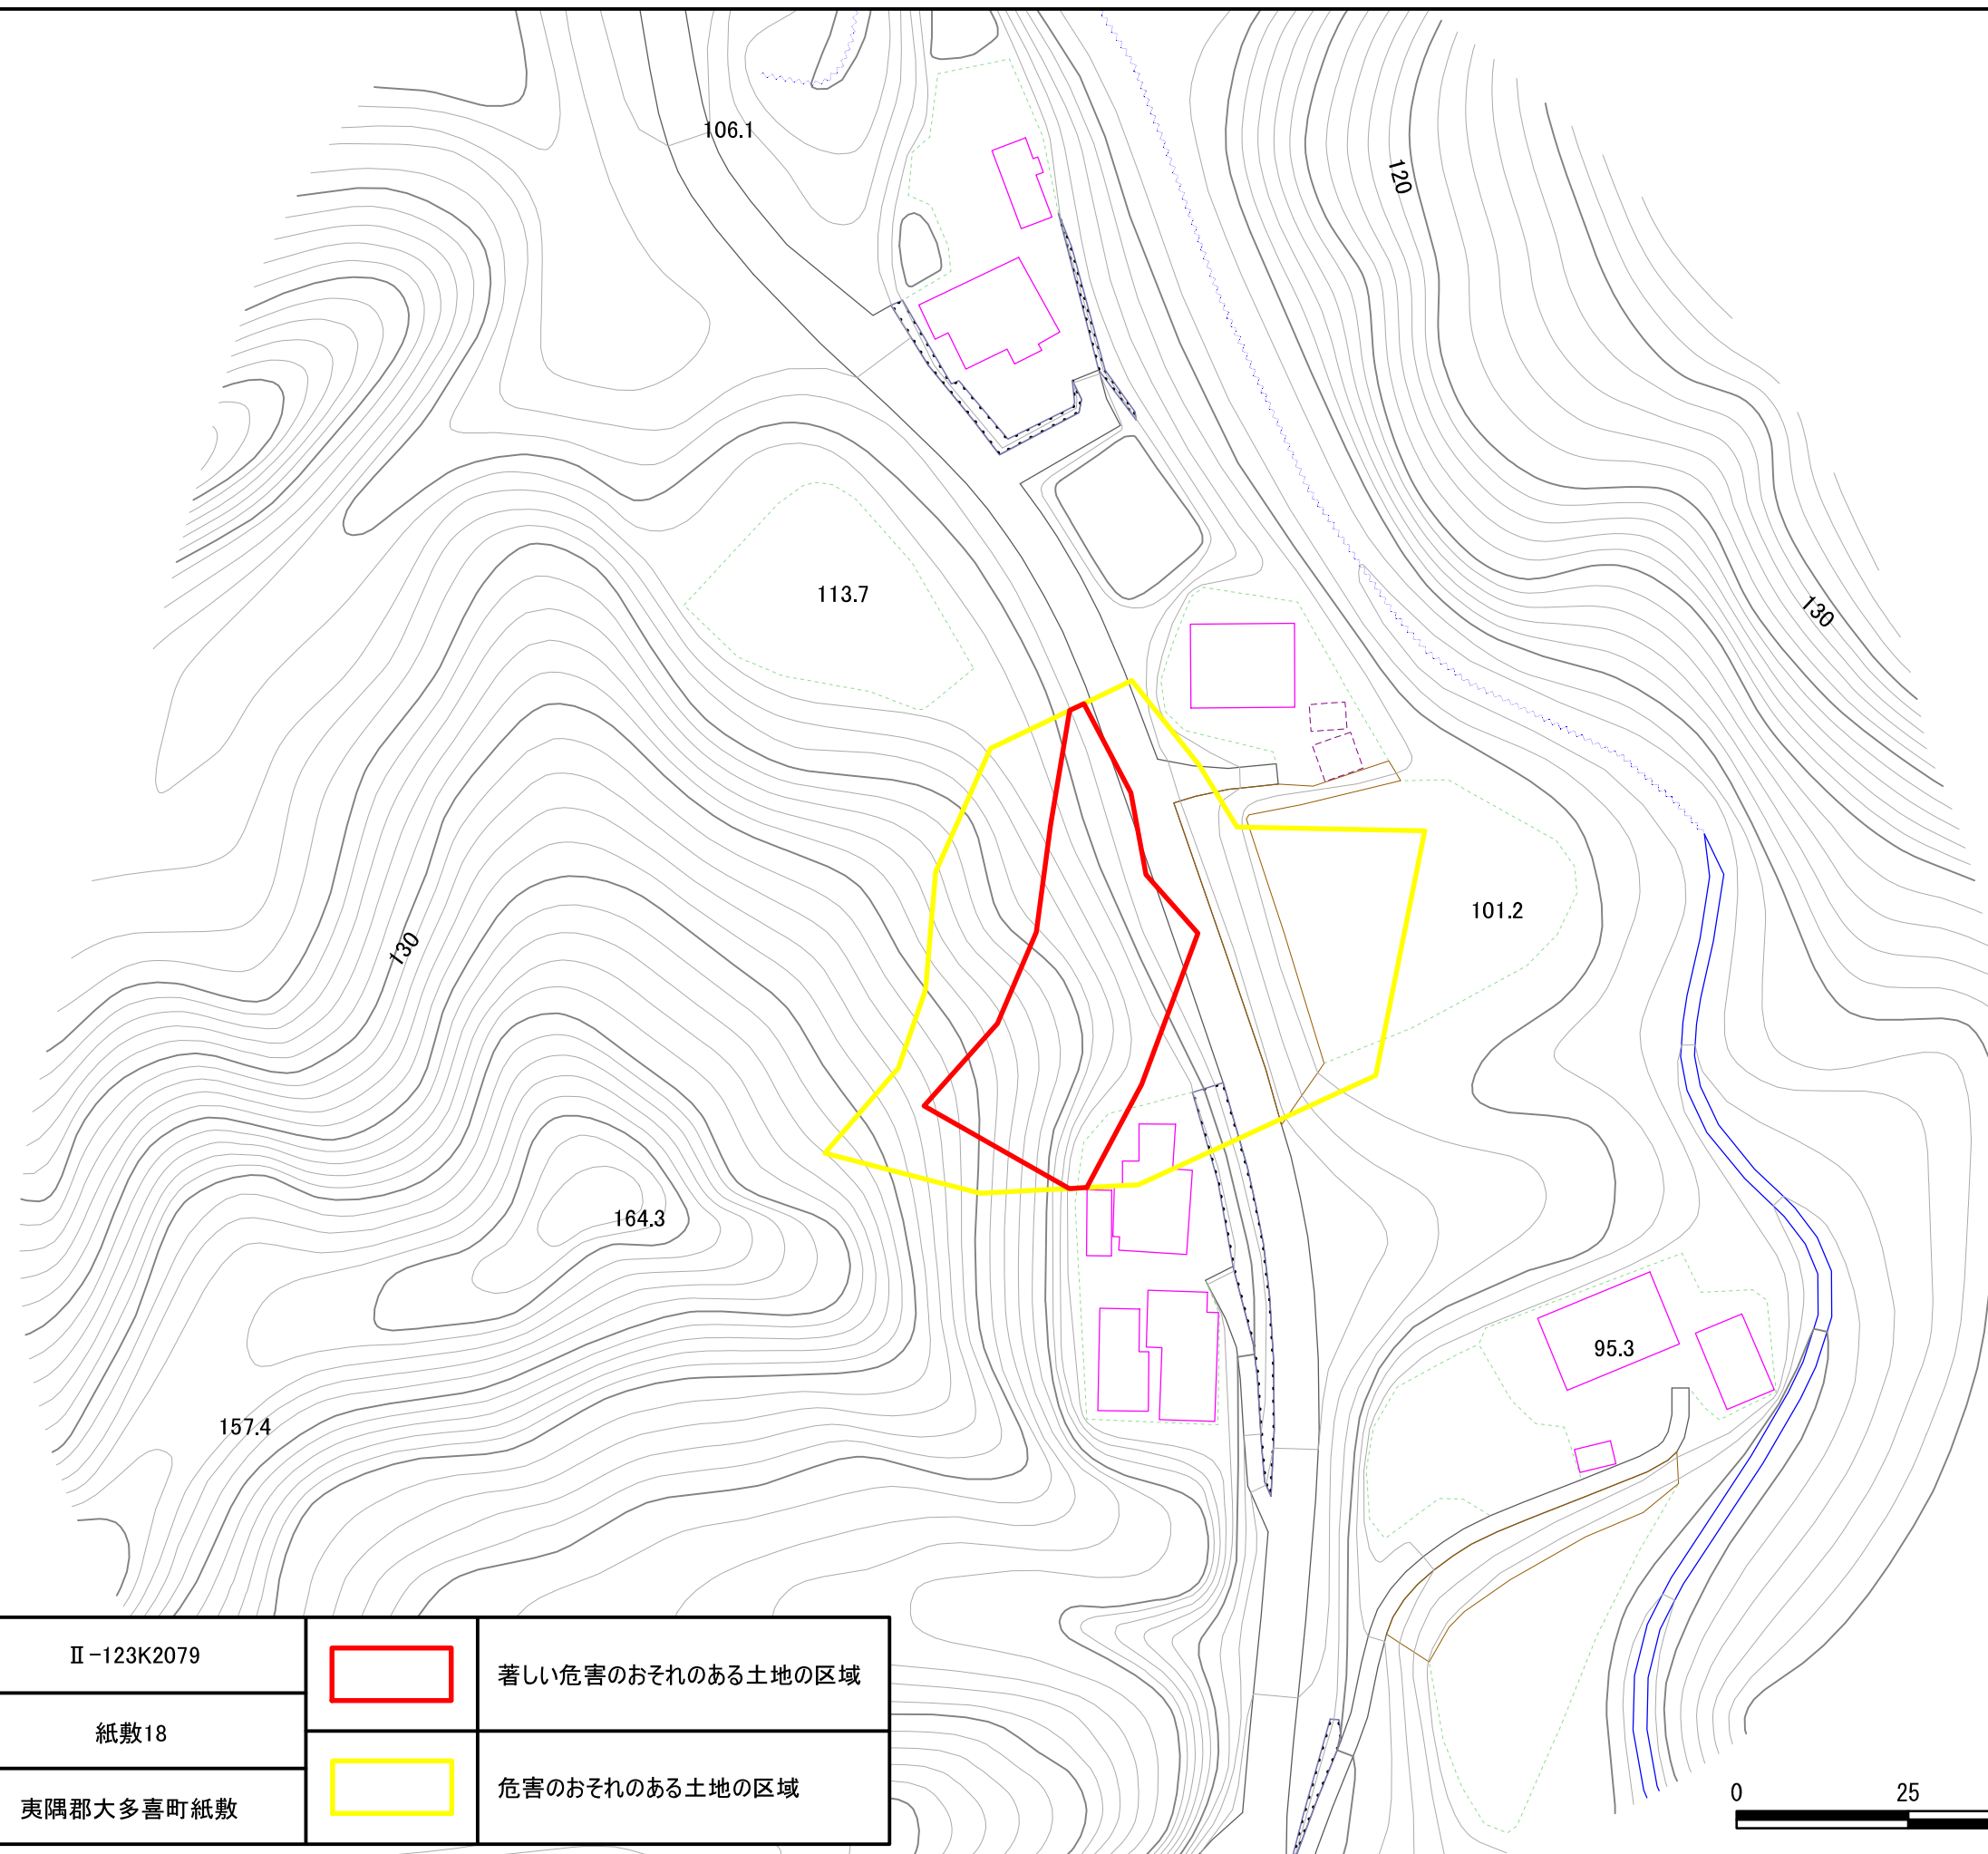 106.1
120
113.7
130
101.2
130
164.3
95.3
157.4
Ⅱ-123K2079
著しい危害のおそれのある土地の区域
紙敷18
危害のおそれのある土地の区域
夷隅郡大多喜町紙敷
0 25